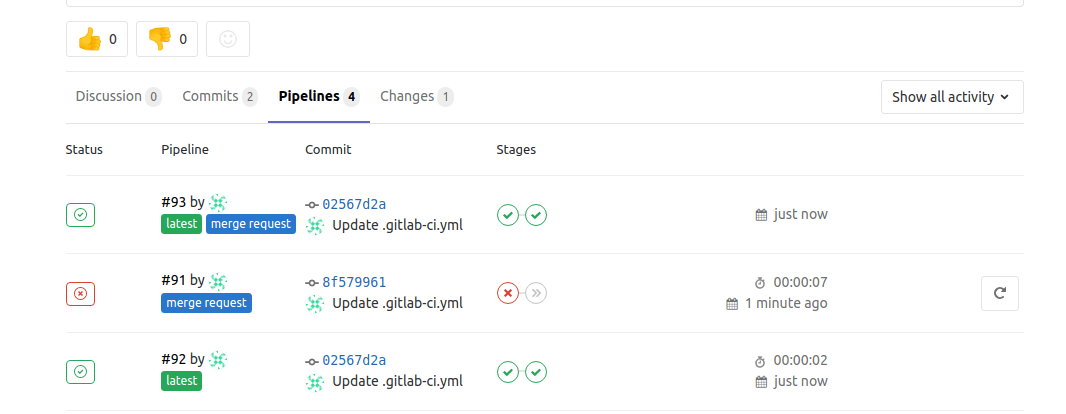 0 0
Discussion 0 Commits 2 Pipelines 4 Changes 1 Show all activity
Status Pipeline Commit Stages
#93 by 02567d2a
latest merge request Update .gitlab-ci.yml just now
#91 by 8f579961 00:00:07
merge request Update .gitlab-ci.yml 1 minute ago
#92 by 02567d2a 00:00:02
latest Update .gitlab-ci.yml just now